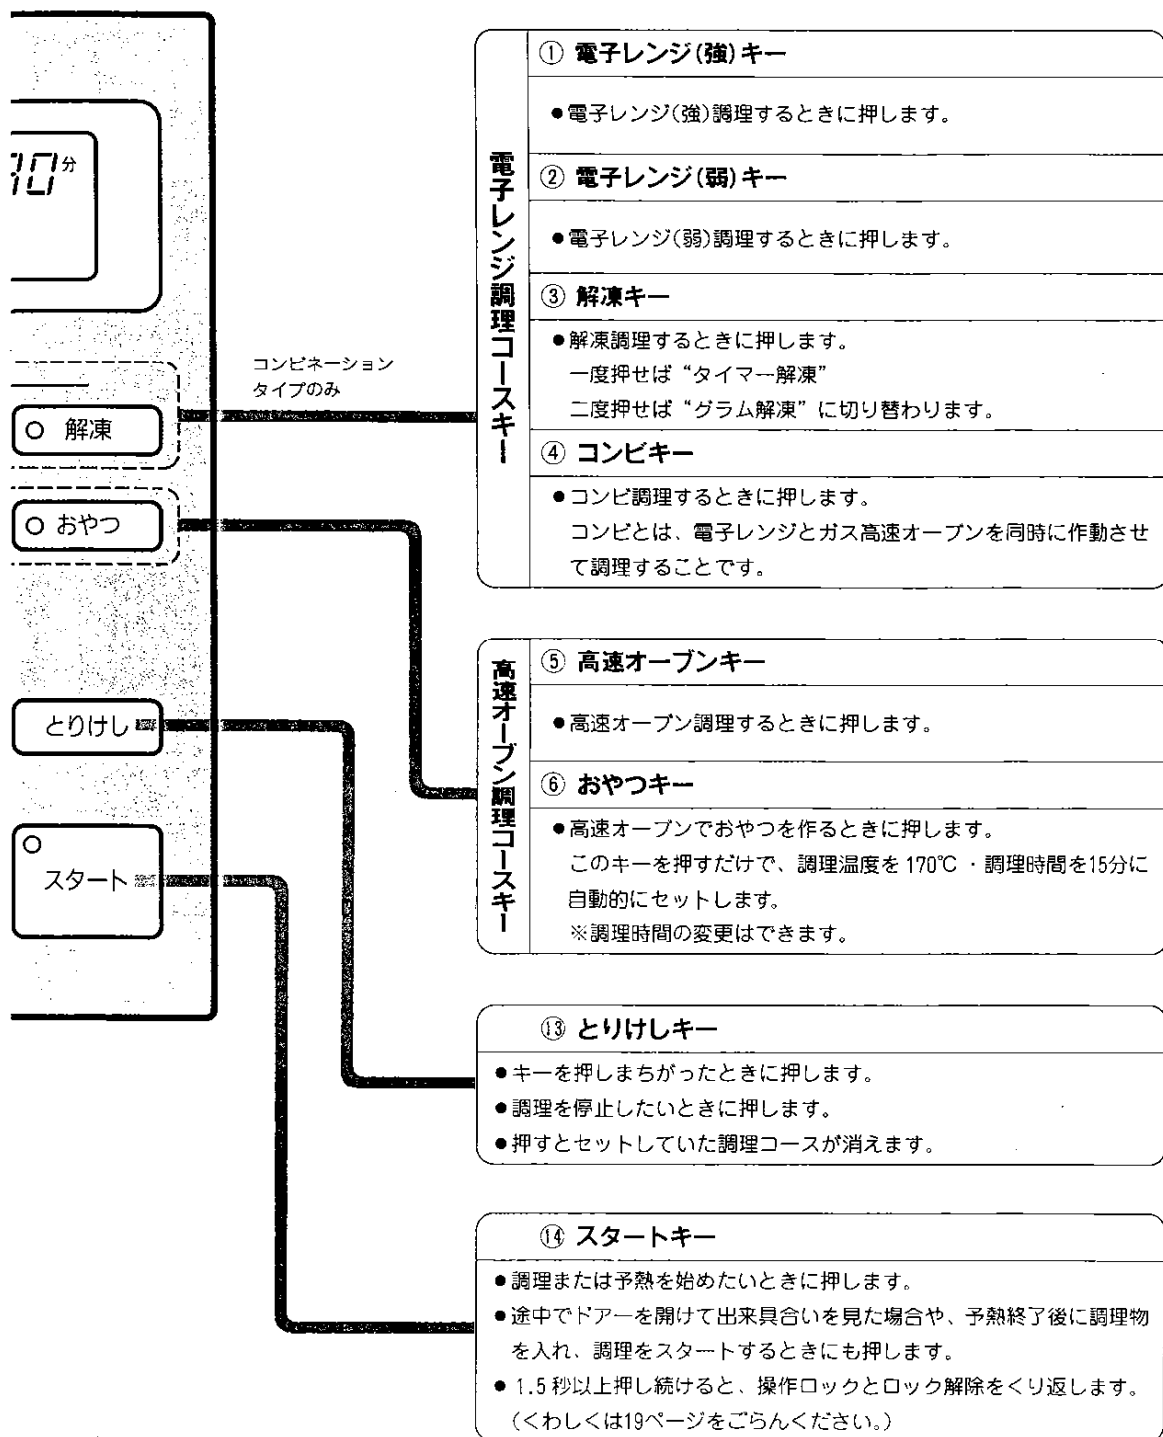 30分
解凍
おやつ
とりけし
スタート
コンビネーション
タイプのみ
電子レンジ調理コースキー
① 電子レンジ(強)キー
●電子レンジ(強)調理するときに押します。
② 電子レンジ(弱)キー
●電子レンジ(弱)調理するときに押します。
③ 解凍キー
●解凍調理するときに押します。
一度押せば“タイマー解凍”
二度押せば“グラム解凍”に切り替わります。
④ コンビキー
●コンビ調理するときに押します。
コンビとは、電子レンジとガス高速オーブンを同時に作動させ
て調理することです。
高速オーブン調理コースキー
⑤ 高速オーブンキー
●高速オーブン調理するときに押します。
⑥ おやつキー
●高速オーブンでおやつを作るときに押します。
このキーを押すだけで、調理温度を170℃・調理時間を15分に
自動的にセットします。
※調理時間の変更はできます。
⑬ とりけしキー
●キーを押しまちがったときに押します。
●調理を停止したいときに押します。
●押すとセットしていた調理コースが消えます。
⑭ スタートキー
●調理または予熱を始めたいときに押します。
●途中でドアーを開けて出来具合いを見た場合や、予熱終了後に調理物
を入れ、調理をスタートするときにも押します。
●1.5秒以上押し続けると、操作ロックとロック解除をくり返します。
(くわしくは19ページをごらんください。)